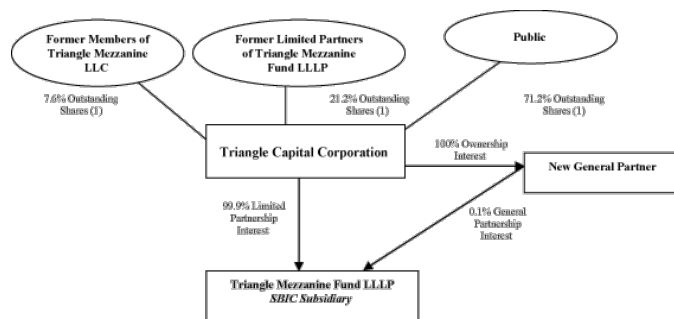 Former Members of
Triangle Mezzanine
LLC
Former Limited Partners
of Triangle Mezzanine
Fund LLLP
Public
7.6% Outstanding
Shares (1)
21.2% Outstanding
Shares (1)
71.2% Outstanding
Shares (1)
Triangle Capital Corporation
100% Ownership
Interest
New General Partner
99.9% Limited
Partnership
Interest
0.1% General
Partnership
Interest
Triangle Mezzanine Fund LLLP
SBIC Subsidiary